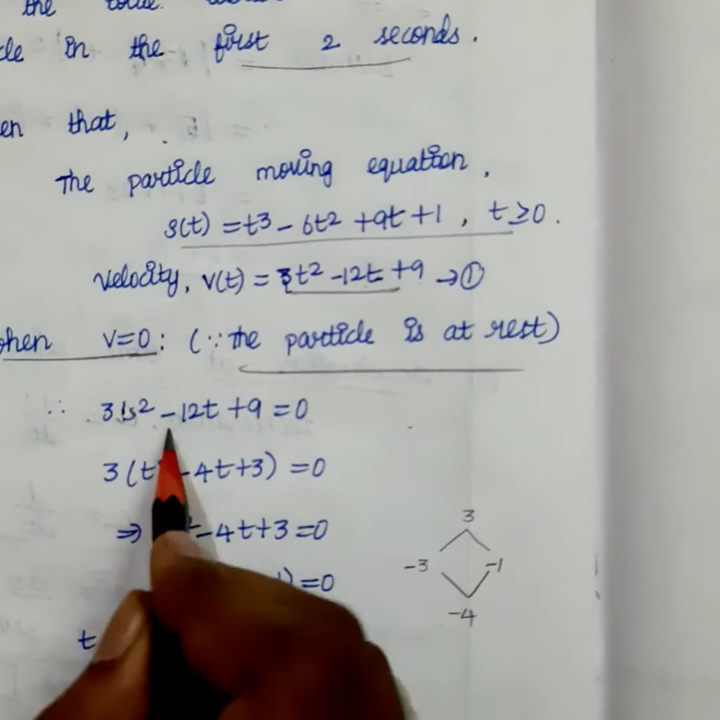 the
in the first 2 seconds.
that,
The particle moving equation,
s(t) = t³ - 6t² + 9t + 1, t ≥ 0.
Velocity, v(t) = 3t² - 12t + 9 → ①
v=0: (∵ the particle is at rest)
∴ 3t² - 12t + 9 = 0
3(t - 4t + 3) = 0
⇒ - 4t + 3 = 0
) = 0
t
3
-3 -1
-4